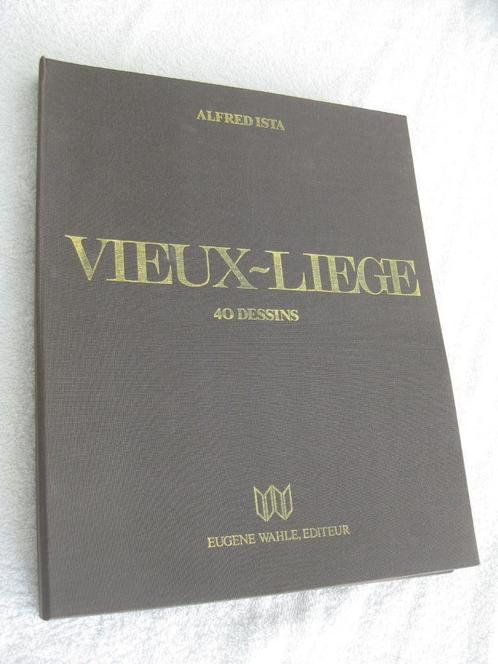 ALFRED ISTA
VIEUX~LIEGE
40 DESSINS
EUGENE WAHLE, EDITEUR